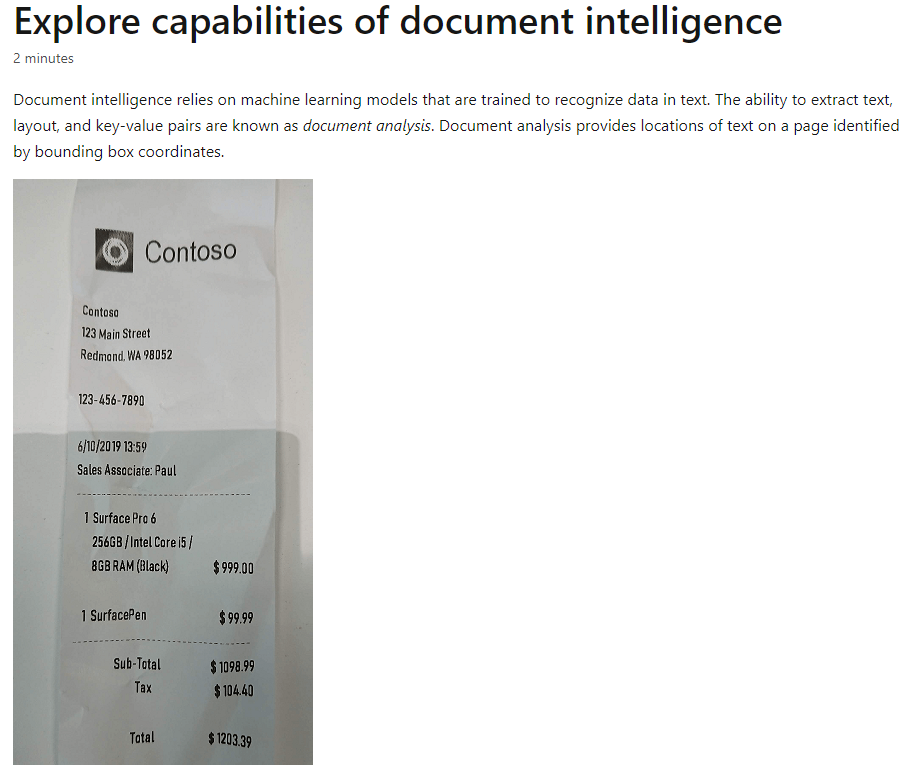 Explore capabilities of document intelligence
2 minutes
Document intelligence relies on machine learning models that are trained to recognize data in text. The ability to extract text,
layout, and key-value pairs are known as document analysis. Document analysis provides locations of text on a page identified
by bounding box coordinates.
Contoso
Contoso
123 Main Street
Redmond, WA 98052
123-456-7890
6/10/2019 13:59
Sales Associate: Paul
1 Surface Pro 6
256GB / Intel Core i5 /
8GB RAM (Black) $ 999.00
1 SurfacePen $ 99.99
Sub-Total $ 1098.99
Tax $ 104.40
Total $ 1203.39